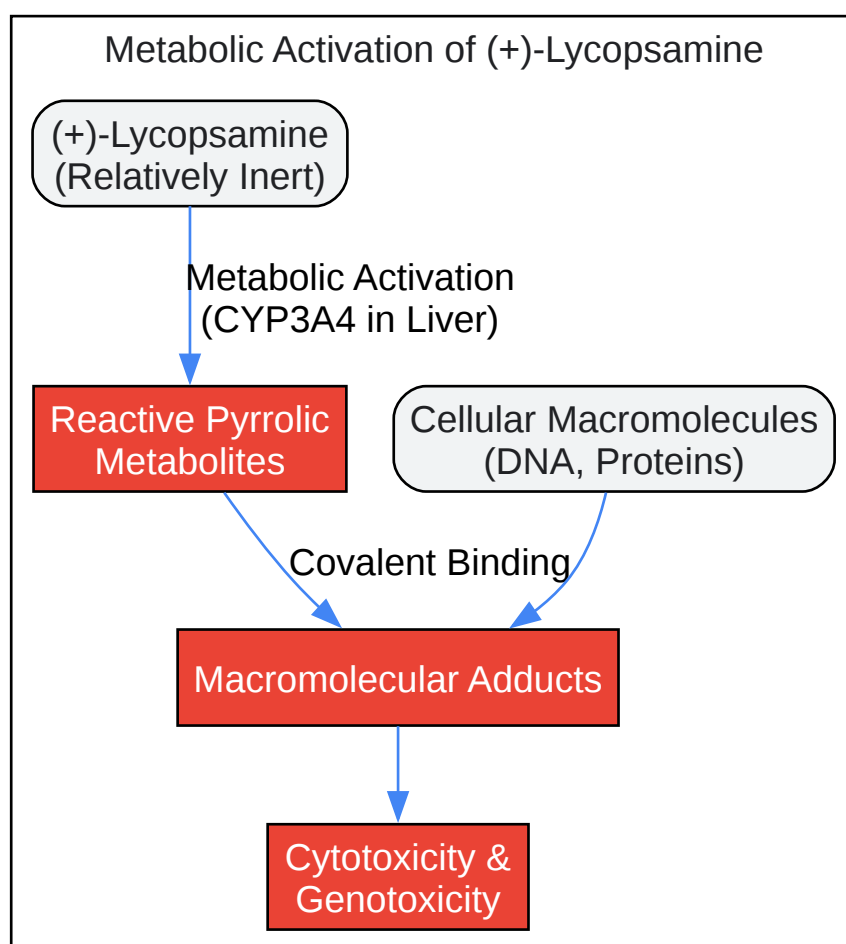 Metabolic Activation of (+)-Lycopsamine
(+)-Lycopsamine
(Relatively Inert)
Metabolic Activation
(CYP3A4 in Liver)
Reactive Pyrrolic
Metabolites
Cellular Macromolecules
(DNA, Proteins)
Covalent Binding
Macromolecular Adducts
Cytotoxicity &
Genotoxicity